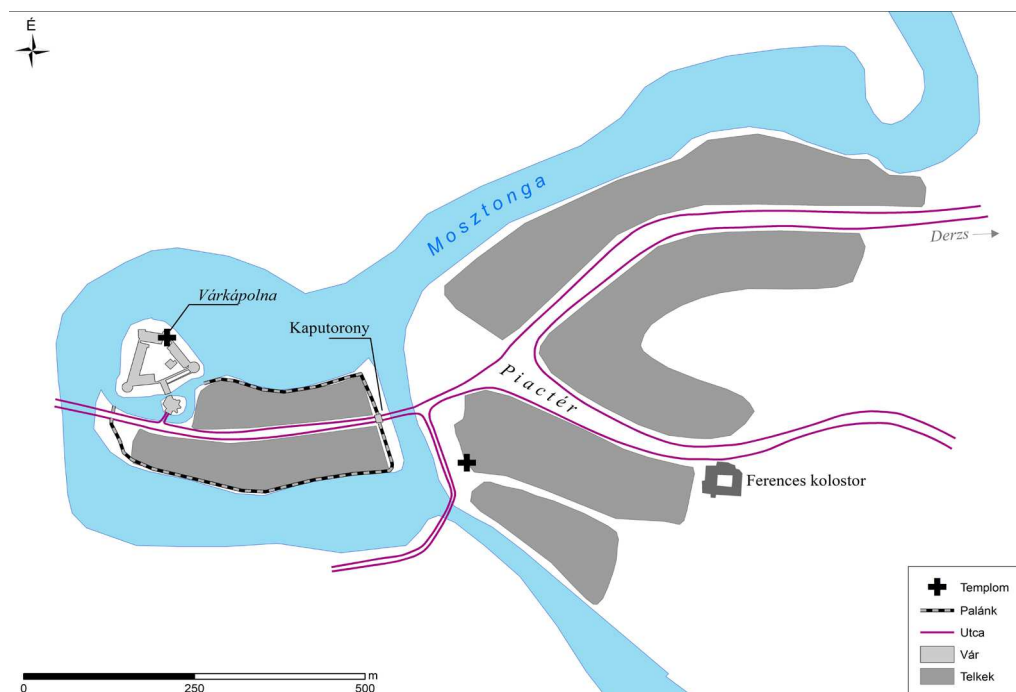 É
Mosztonga
Derzs
Várkápolna
Kaputorony
Piactér
Ferences kolostor
Templom
Palánk
Utca
Vár
Telkek
m
0 250 500